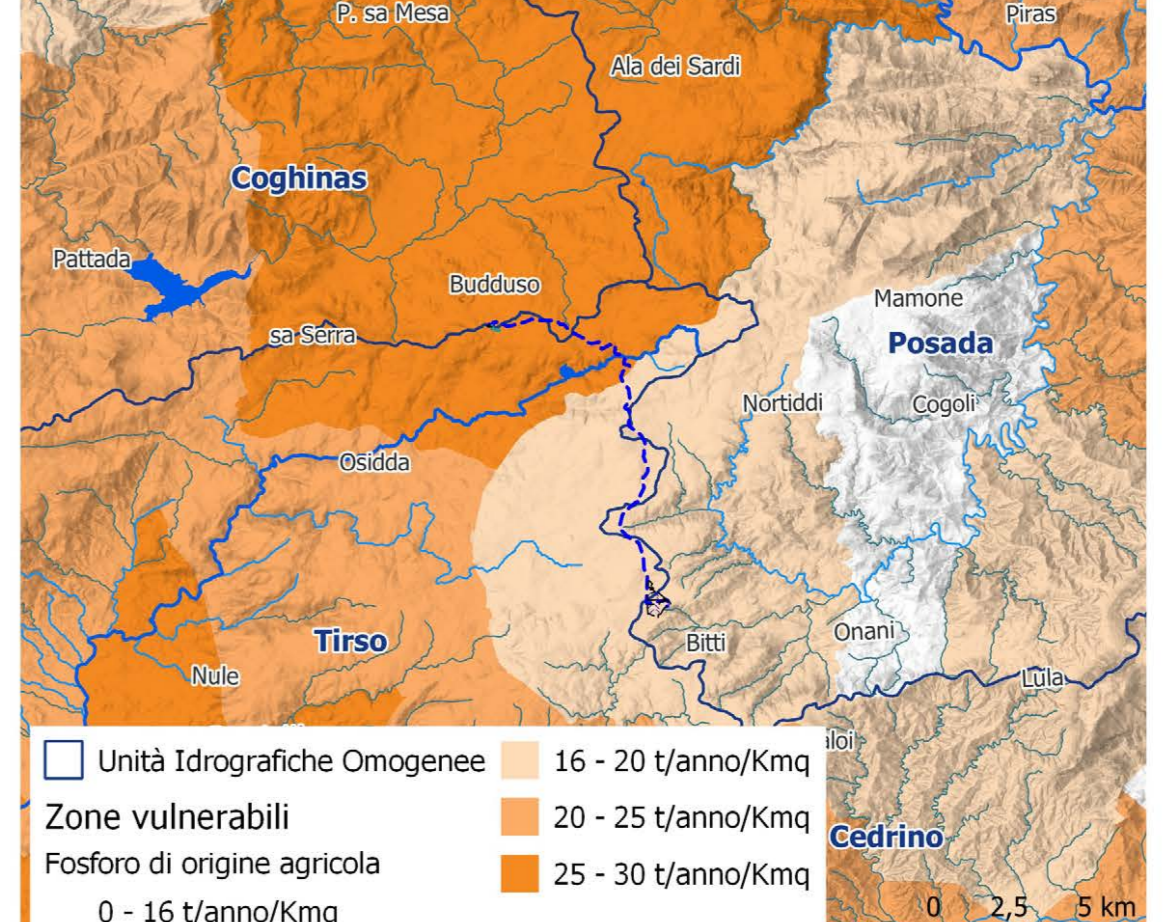 P. sa Mesa
Piras
Ala dei Sardi
Coghinas
Pattada
Budduso
Mamone
sa Serra
Posada
Nortiddi
Cogoli
Osidda
Tirso
Onani
Bitti
Nule
Lula
aloi
Unità Idrografiche Omogenee
Zone vulnerabili
Fosforo di origine agricola
0 - 16 t/anno/Kmq
16 - 20 t/anno/Kmq
20 - 25 t/anno/Kmq
25 - 30 t/anno/Kmq
Cedrino
0 2,5 5 km